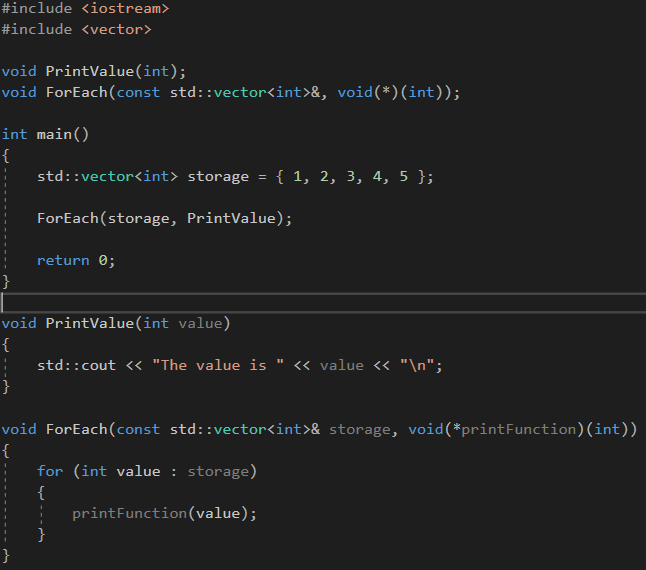 #include <iostream>
#include <vector>
void PrintValue(int);
void ForEach(const std::vector<int>&, void(*)(int));
int main()
{
std::vector<int> storage = { 1, 2, 3, 4, 5 };
ForEach(storage, PrintValue);
return 0;
}
void PrintValue(int value)
{
std::cout << "The value is " << value << "\n";
}
void ForEach(const std::vector<int>& storage, void(*printFunction)(int))
{
for (int value : storage)
{
printFunction(value);
}
}